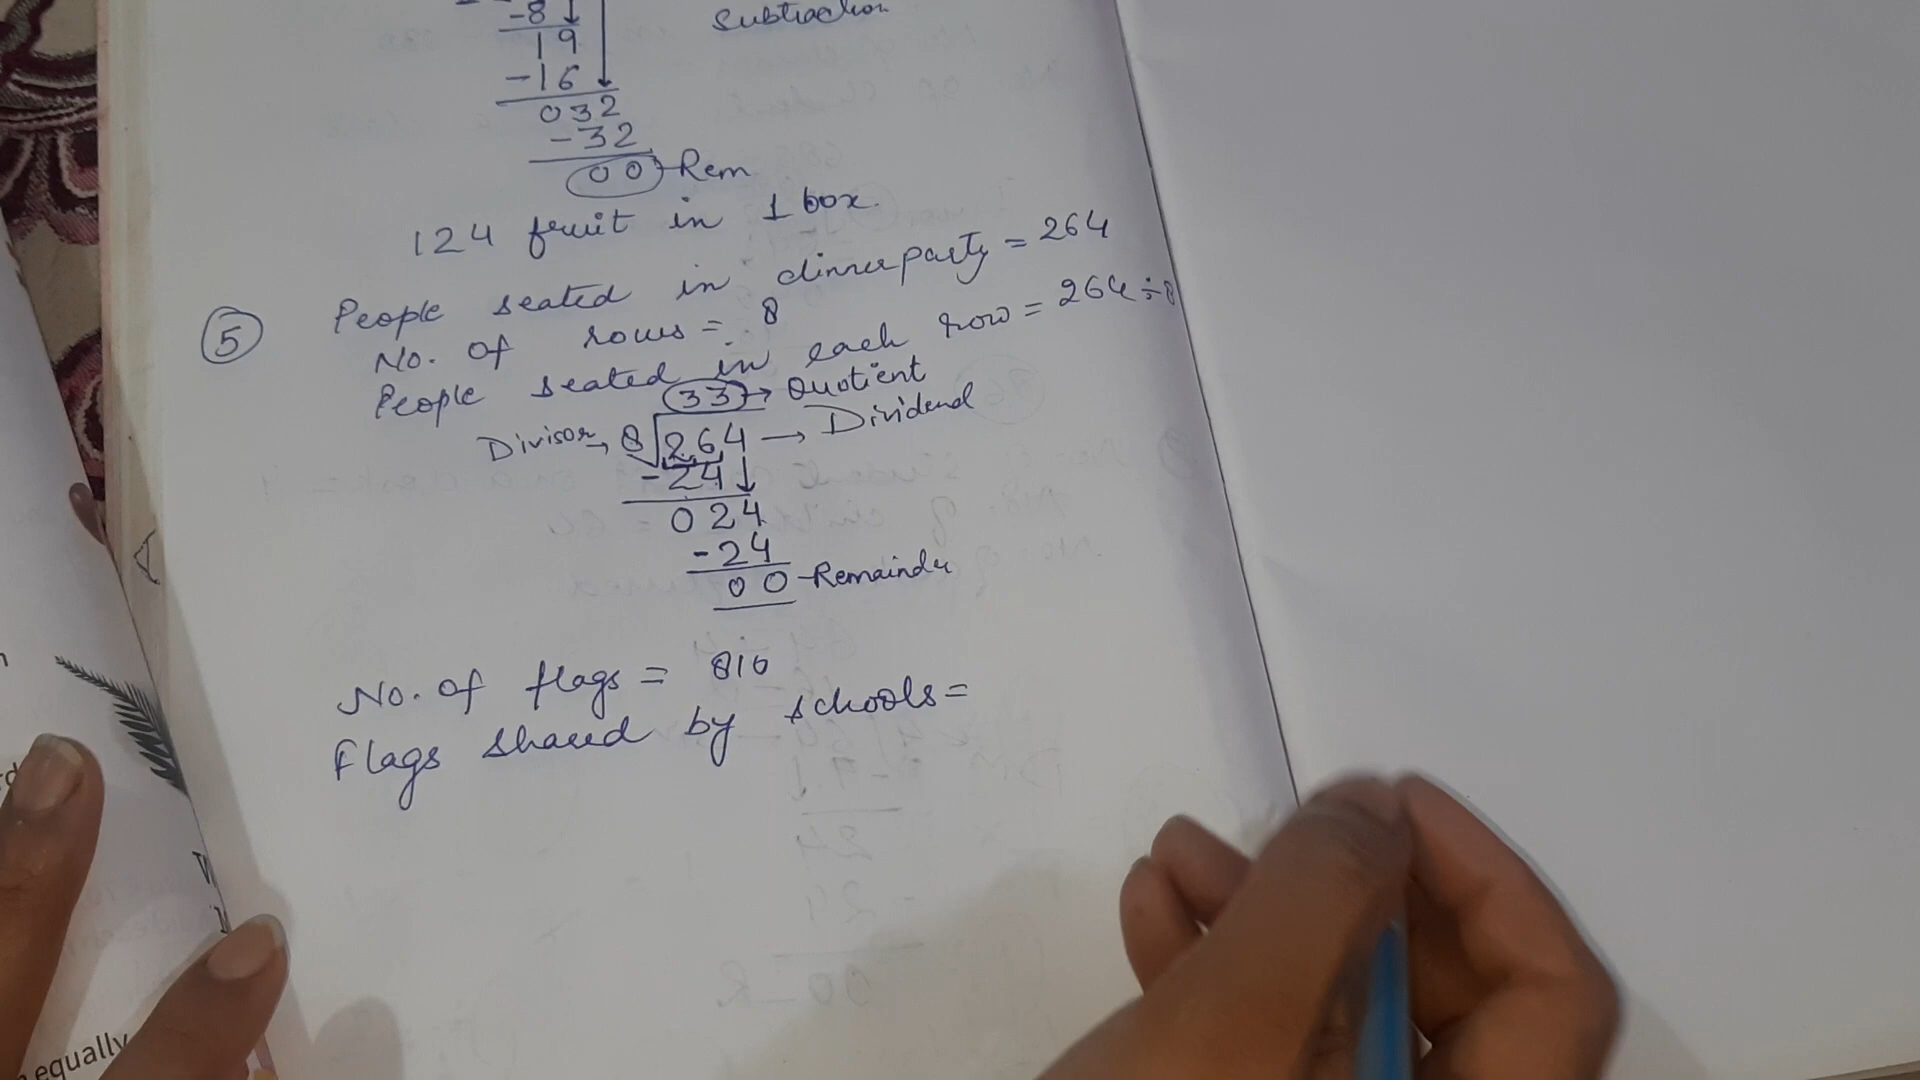 -8↓
Subtraction
19
-16
032
-32
00 Rem
124 fruit in 1 box.
5 People seated in dinner party = 264
No. of rows = 8
People seated in each row = 264 ÷ 8
33 → Quotient
Divisor → 8 264 → Dividend
-24↓
024
-24
00 - Remainder
No. of flags = 810
Flags shared by schools =
equally